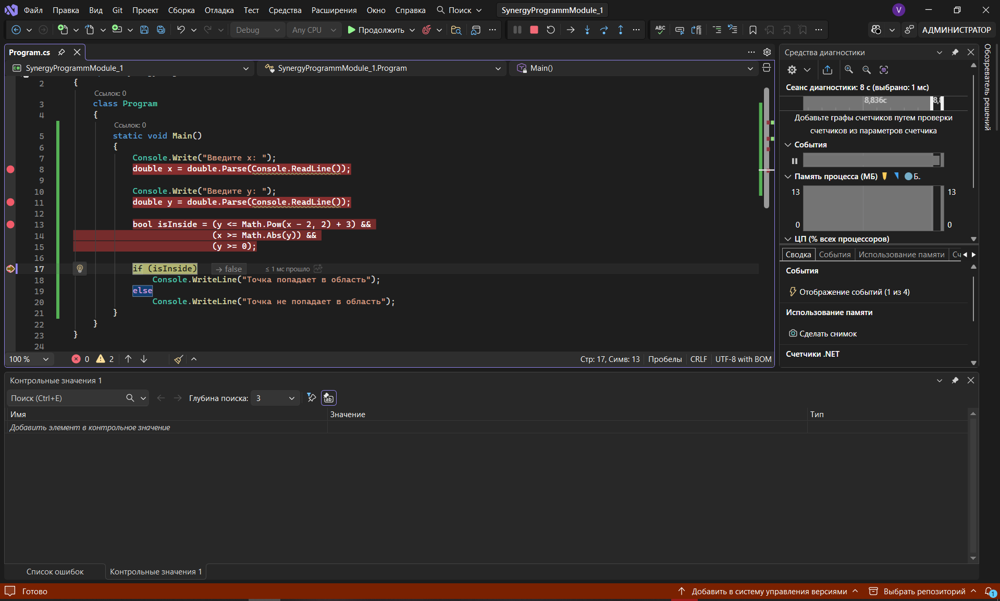 Файл Правка Вид Git Проект Сборка Отладка Тест Средства Расширения Окно Справка Поиск SynergyProgrammModule_1 V
Debug Any CPU Продолжить ABC АДМИНИСТРАТОР
Program.cs
C# SynergyProgrammModule_1 SynergyProgrammModule_1.Program Main()
2 {
Ссылок: 0
3 class Program
4 {
Ссылок: 0
5 static void Main()
6 {
7 Console.Write("Введите x: ");
8 double x = double.Parse(Console.ReadLine());
9
10 Console.Write("Введите y: ");
11 double y = double.Parse(Console.ReadLine());
12
13 bool isInside = (y <= Math.Pow(x - 2, 2) + 3) &&
14 (x >= Math.Abs(y)) &&
15 (y >= 0);
16
17 if (isInside) → false ≤ 1 мс прошло
18 Console.WriteLine("Точка попадает в область");
19 else
20 Console.WriteLine("Точка не попадает в область");
21 }
22 }
23 }
24
100 % 0 2 Стр: 17, Симв: 13 Пробелы CRLF UTF-8 with BOM
Средства диагностики
Сеанс диагностики: 8 с (выбрано: 1 мс)
8,836с 8,8
Добавьте графы счетчиков путем проверки
счетчиков из параметров счетчика
События
Память процесса (МБ) Б..
13 13
0 0
ЦП (% всех процессоров)
Сводка События Использование памяти Сч
События
Отображение событий (1 из 4)
Использование памяти
Сделать снимок
Счетчики .NET
Обозреватель решений
Контрольные значения 1
Поиск (Ctrl+E) Глубина поиска: 3 ab
Имя Значение Тип
Добавить элемент в контрольное значение
Список ошибок Контрольные значения 1
Готово Добавить в систему управления версиями Выбрать репозиторий 1